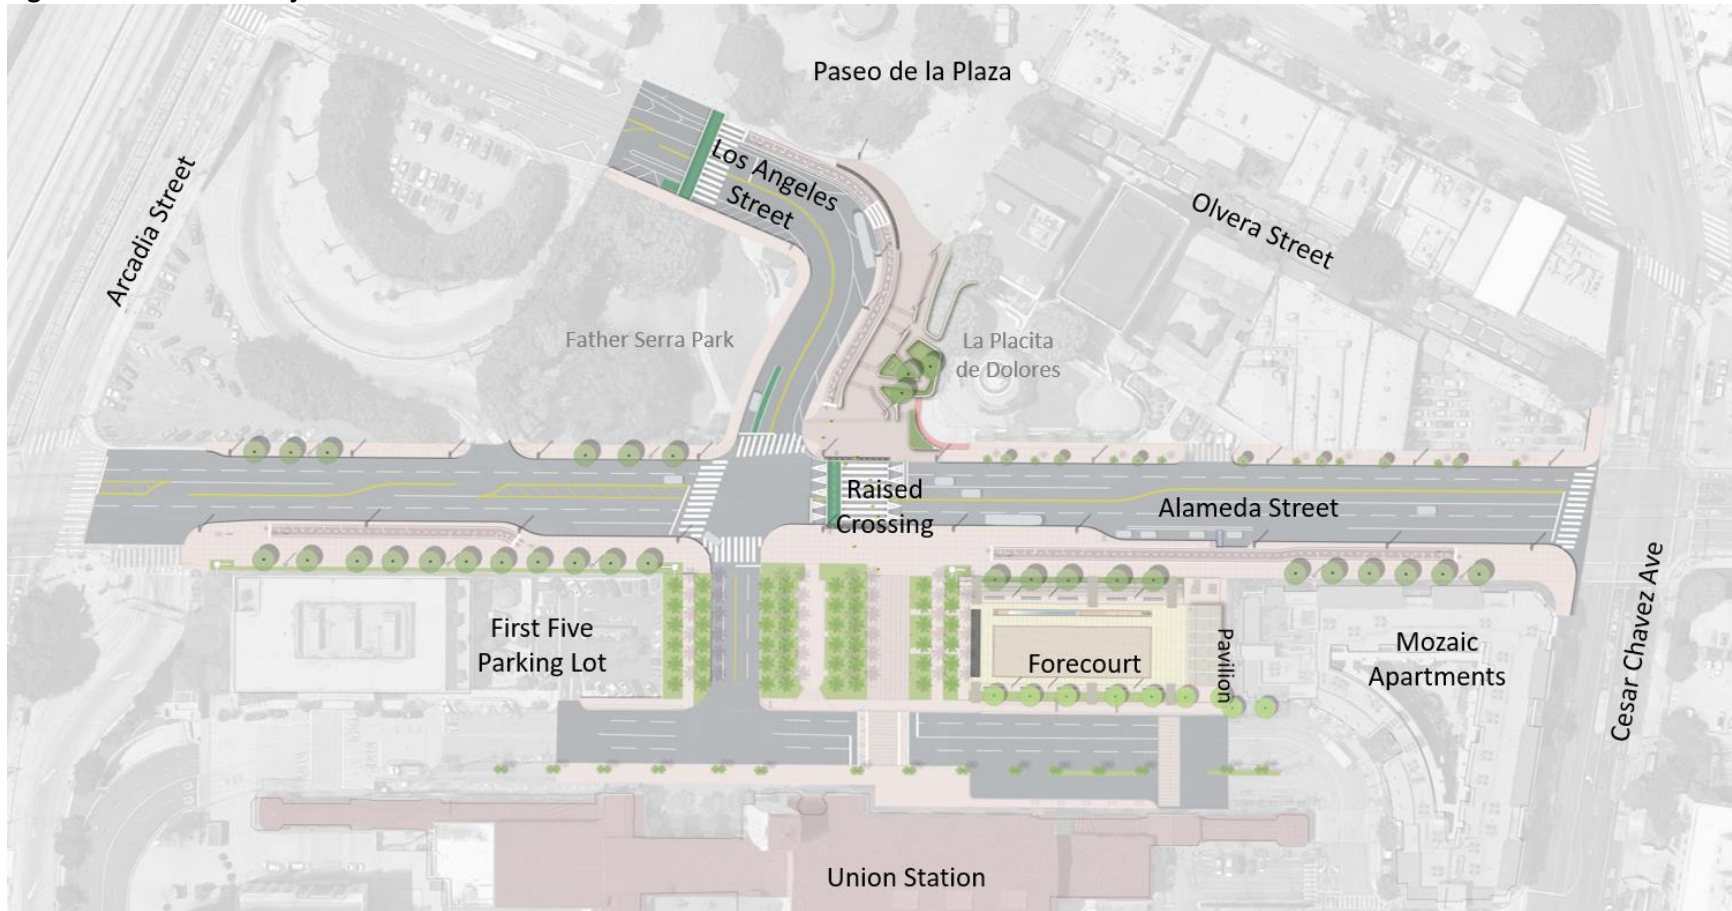 Paseo de la Plaza
Los Angeles
Street
Arcadia Street
Olvera Street
Father Serra Park
La Placita
de Dolores
Raised
Crossing
Alameda Street
First Five
Parking Lot
Forecourt
Pavilion
Mozaic
Apartments
Cesar Chavez Ave
Union Station